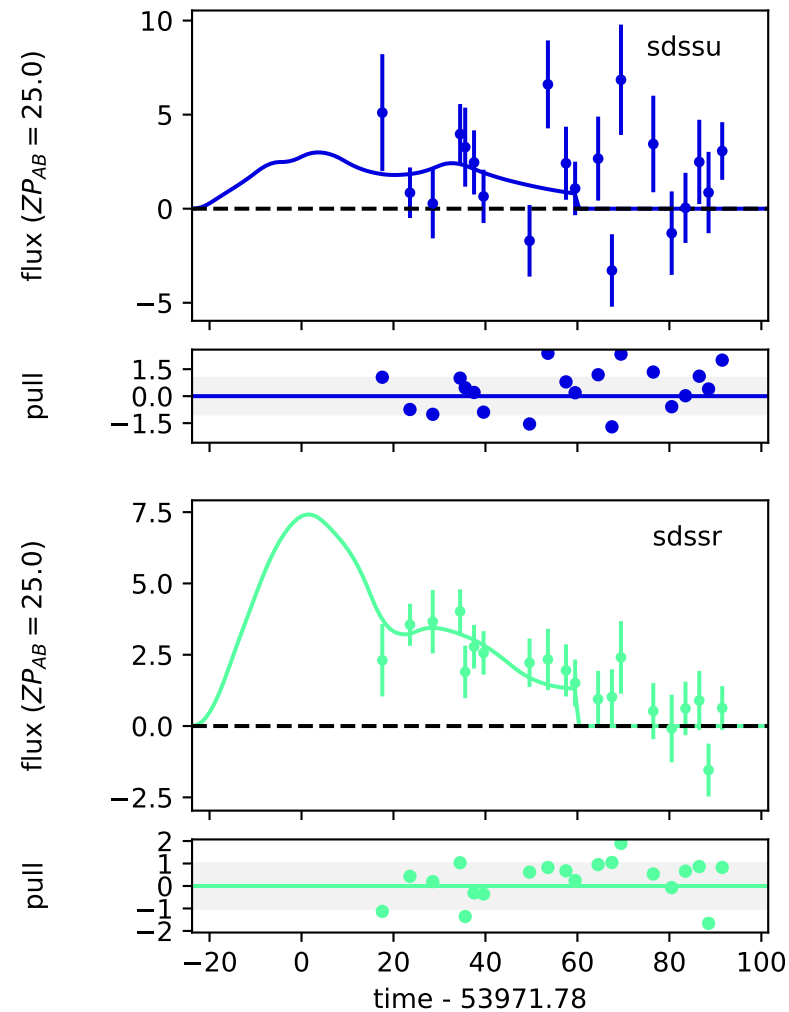 10
5
0
−5
flux (ZP_AB = 25.0)
sdssu
1.5
0.0
−1.5
pull
7.5
5.0
2.5
0.0
−2.5
flux (ZP_AB = 25.0)
sdssr
2
1
0
−1
−2
pull
−20 0 20 40 60 80 100
time - 53971.78